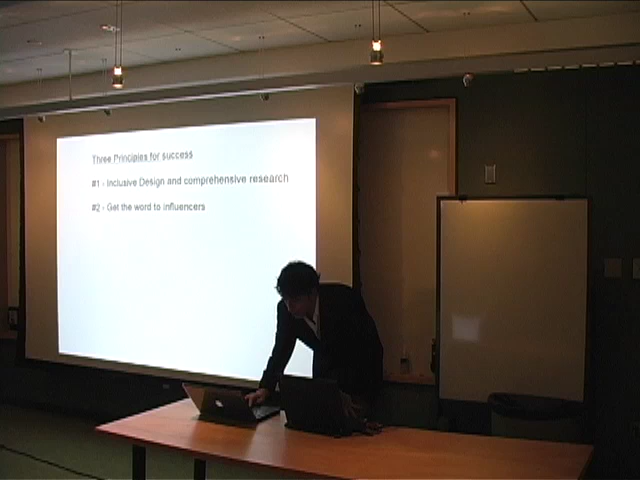 Three Principles for success
#1 - Inclusive Design and comprehensive research
#2 - Get the word to influencers